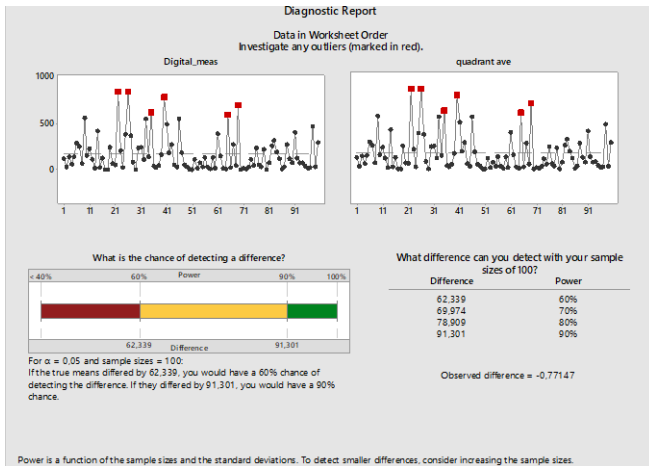 Diagnostic Report
Data in Worksheet Order
Investigate any outliers (marked in red).
Digital_meas
quadrant ave
1000
500
0
1 11 21 31 41 51 61 71 81 91
1 11 21 31 41 51 61 71 81 91
What is the chance of detecting a difference?
< 40% 60% Power 90% 100%
62,339 Difference 91,301
For α = 0,05 and sample sizes = 100:
If the true means differed by 62,339, you would have a 60% chance of
detecting the difference. If they differed by 91,301, you would have a 90%
chance.
What difference can you detect with your sample
sizes of 100?
Difference Power
62,339 60%
69,974 70%
78,909 80%
91,301 90%
Observed difference = -0,77147
Power is a function of the sample sizes and the standard deviations. To detect smaller differences, consider increasing the sample sizes.